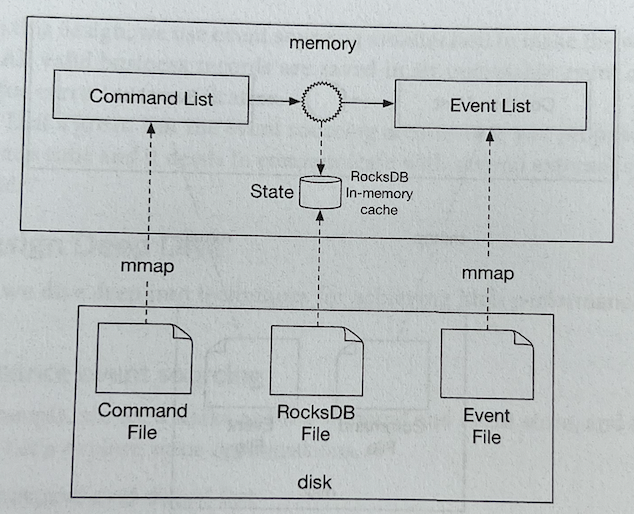 memory
Command List
Event List
State
RocksDB
In-memory
cache
mmap
mmap
Command
File
RocksDB
File
Event
File
disk